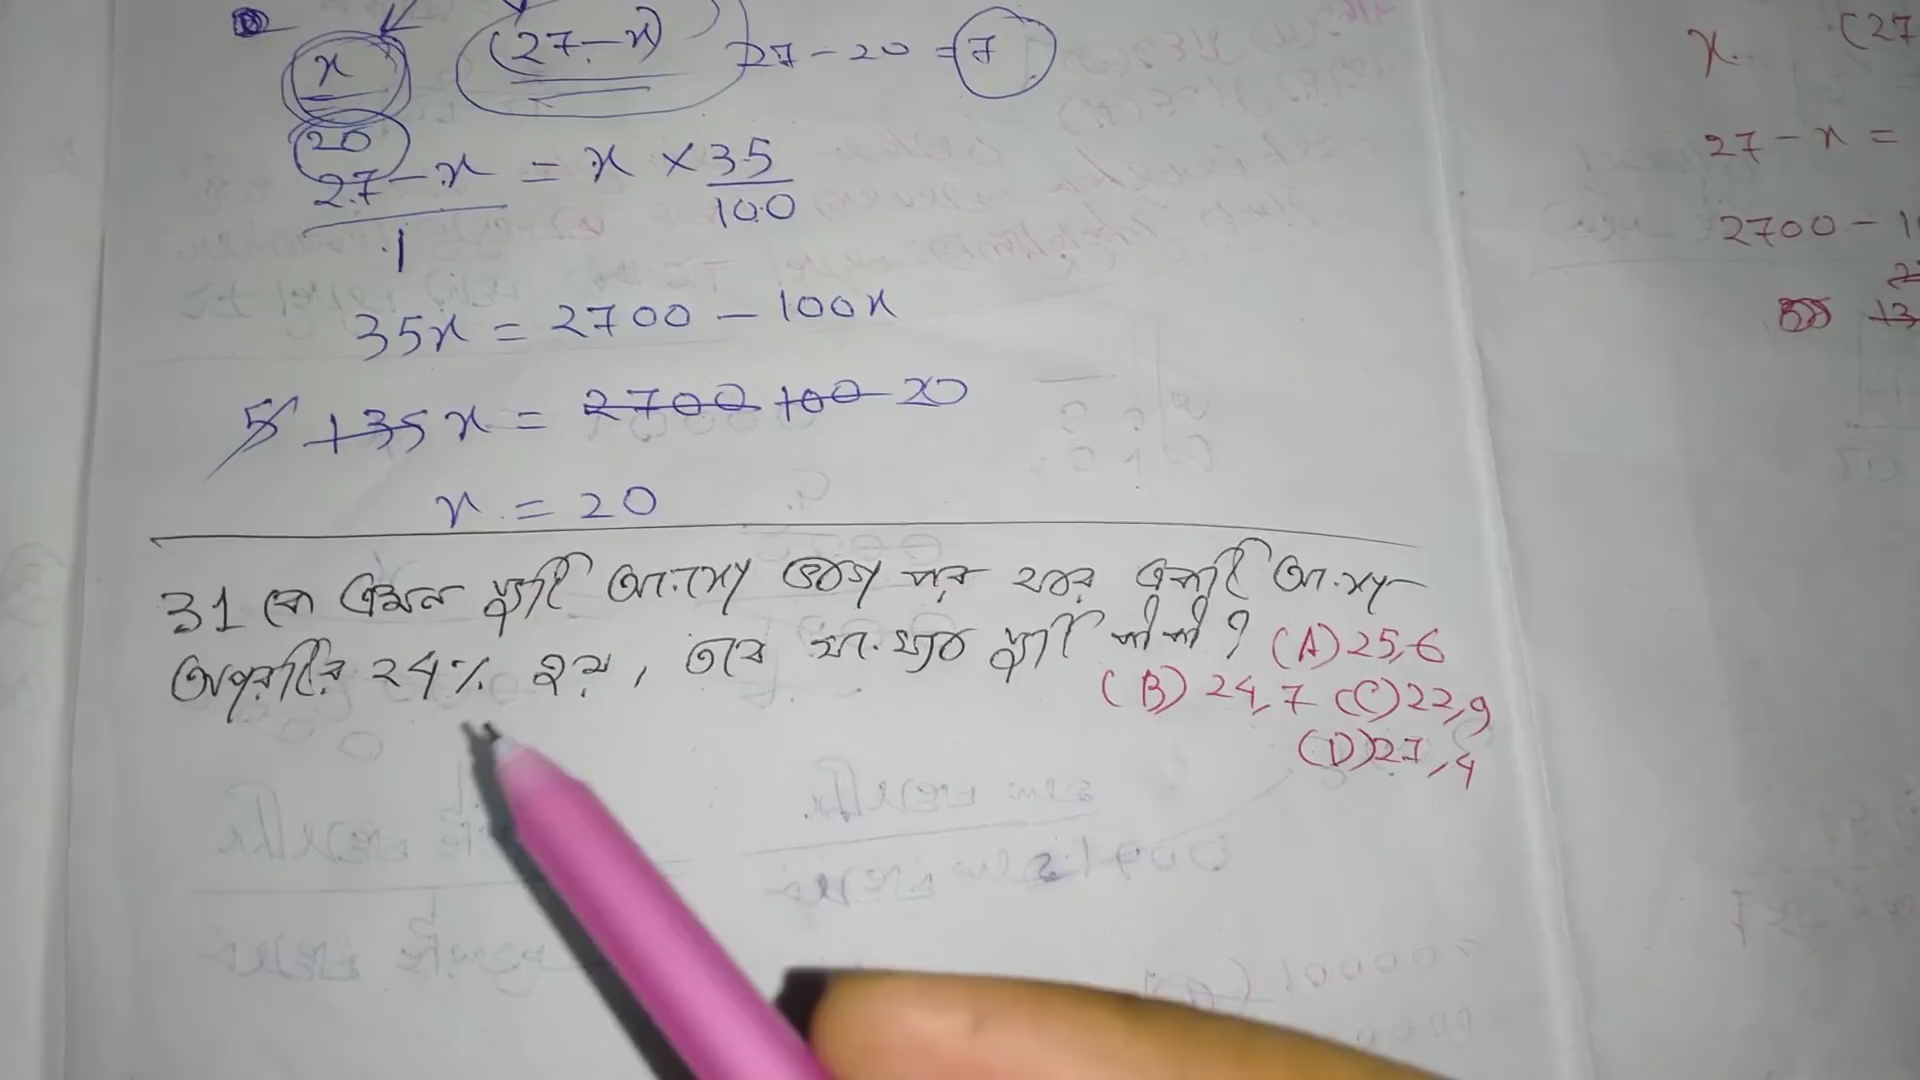 x (27-x) 27-20 = 7
20
27-x = x × 35
1 100
35x = 2700 - 100x
5 135x = 2700 100 20
x = 20
31 কে এমন দুটি অংশে ভাগ কর যেন একটি অংশ
অপরটির 24% হয়, তবে সংখ্যা দুটি কী কী? (A) 25,6
(B) 24,7 (C) 22,9
(D) 27,4
x. (27
27-x =
2700 - 1